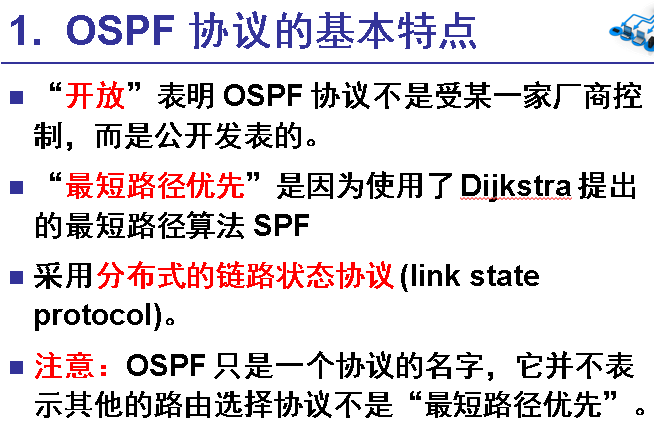 1. OSPF 协议的基本特点
“开放”表明 OSPF 协议不是受某一家厂商控
制，而是公开发表的。
“最短路径优先”是因为使用了 Dijkstra 提出
的最短路径算法 SPF
采用分布式的链路状态协议 (link state
protocol)。
注意：OSPF 只是一个协议的名字，它并不表
示其他的路由选择协议不是“最短路径优先”。